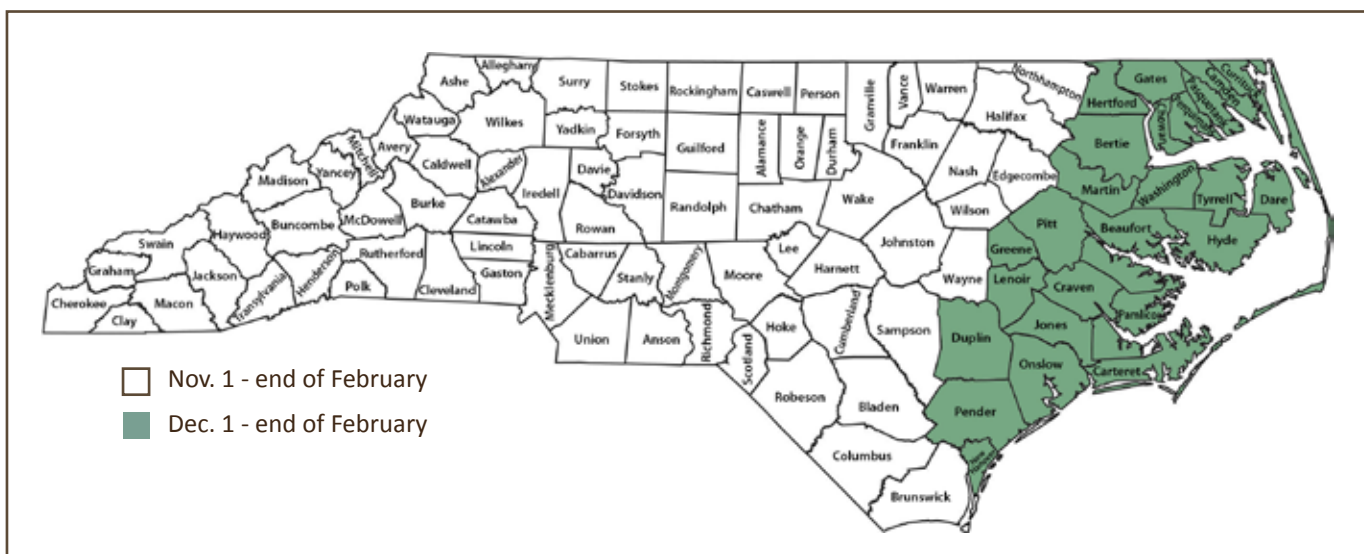 Ashe
Alleghany
Surry
Stokes
Rockingham
Caswell
Person
Granville
Vance
Warren
Northhampton
Gates
Currituck
Camden
Pasquotank
Perquimans
Chowan
Hertford
Halifax
Watauga
Wilkes
Yadkin
Forsyth
Guilford
Alamance
Orange
Durham
Franklin
Nash
Edgecombe
Bertie
Mitchell
Avery
Caldwell
Alexander
Iredell
Davie
Davidson
Randolph
Chatham
Wake
Wilson
Martin
Washington
Tyrrell
Dare
Madison
Yancey
Burke
McDowell
Catawba
Rowan
Lee
Johnston
Pitt
Greene
Beaufort
Hyde
Swain
Haywood
Buncombe
Rutherford
Lincoln
Cabarrus
Stanly
Montgomery
Moore
Harnett
Wayne
Lenoir
Craven
Pamlico
Graham
Jackson
Transylvania
Henderson
Polk
Cleveland
Gaston
Mecklenburg
Cherokee
Clay
Macon
Union
Anson
Richmond
Scotland
Hoke
Cumberland
Sampson
Duplin
Jones
Onslow
Carteret
Robeson
Bladen
Pender
Columbus
Brunswick
New Hanover
Nov. 1 - end of February
Dec. 1 - end of February